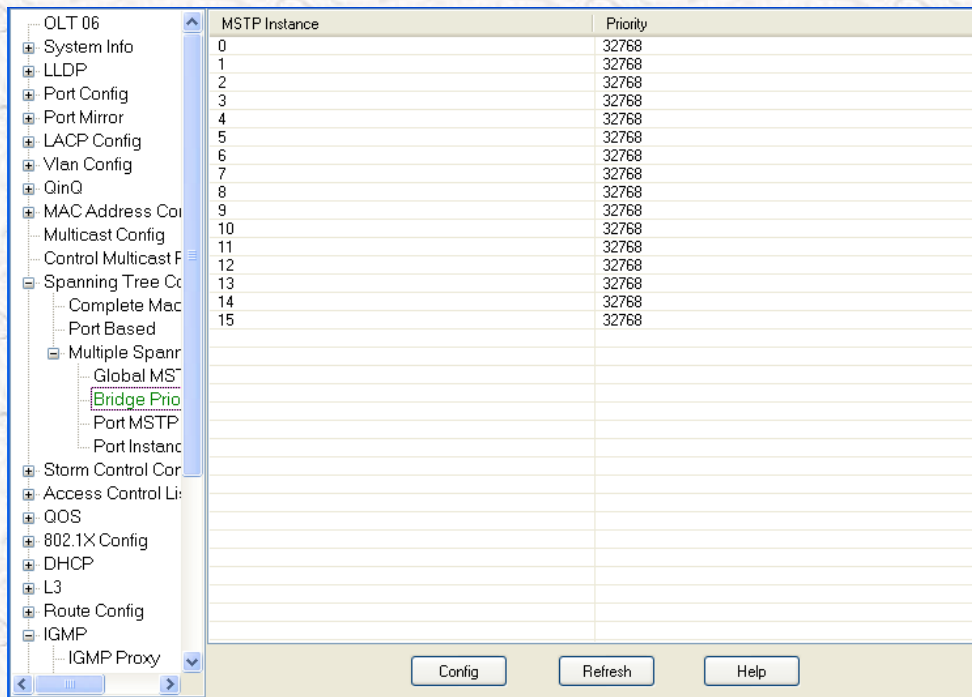 OLT 06
System Info
LLDP
Port Config
Port Mirror
LACP Config
Vlan Config
QinQ
MAC Address Co
Multicast Config
Control Multicast
Spanning Tree Co
Complete Mac
Port Based
Multiple Spann
Global MST
Bridge Prio
Port MSTP
Port Instanc
Storm Control Con
Access Control Li
QOS
802.1X Config
DHCP
L3
Route Config
IGMP
IGMP Proxy
MSTP Instance Priority
0 32768
1 32768
2 32768
3 32768
4 32768
5 32768
6 32768
7 32768
8 32768
9 32768
10 32768
11 32768
12 32768
13 32768
14 32768
15 32768
Config Refresh Help